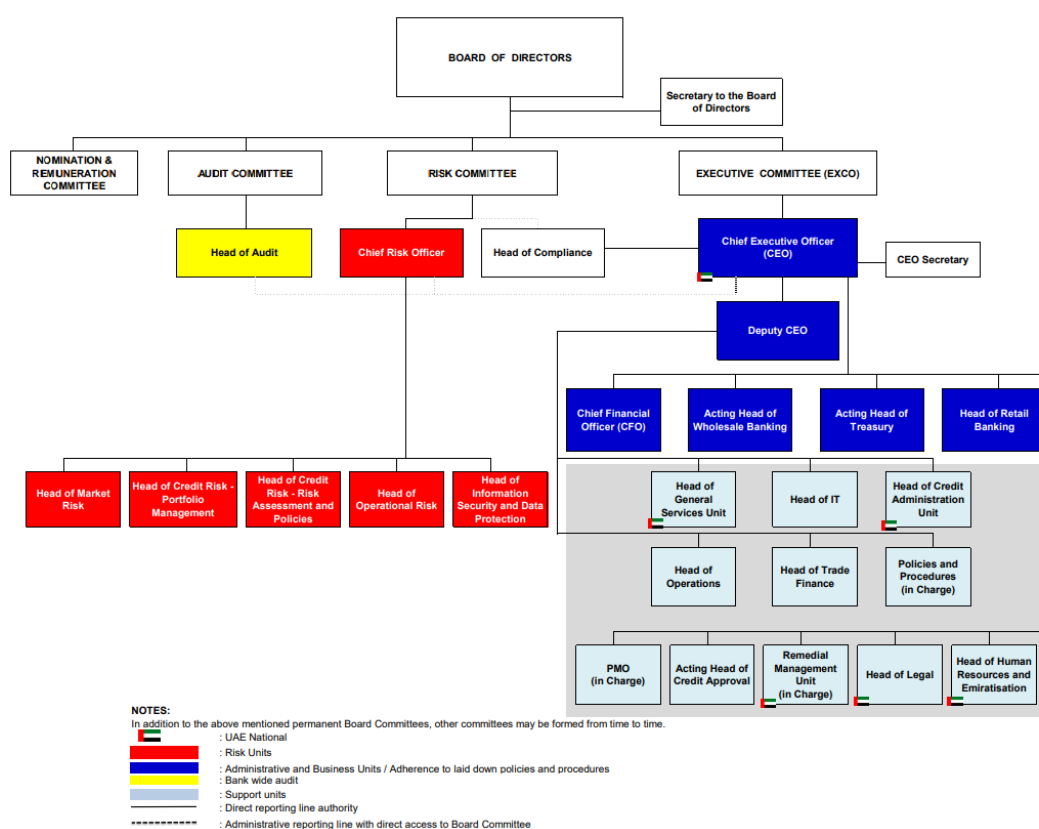 BOARD OF DIRECTORS
Secretary to the Board
of Directors
NOMINATION &
REMUNERATION
COMMITTEE
AUDIT COMMITTEE
RISK COMMITTEE
EXECUTIVE COMMITTEE (EXCO)
Head of Audit
Chief Risk Officer
Head of Compliance
Chief Executive Officer
(CEO)
CEO Secretary
Deputy CEO
Chief Financial
Officer (CFO)
Acting Head of
Wholesale Banking
Acting Head of
Treasury
Head of Retail
Banking
Head of Market
Risk
Head of Credit Risk -
Portfolio
Management
Head of Credit
Risk - Risk
Assessment and
Policies
Head of
Operational Risk
Head of
Information
Security and Data
Protection
Head of
General
Services Unit
Head of IT
Head of Credit
Administration
Unit
Head of
Operations
Head of Trade
Finance
Policies and
Procedures
(in Charge)
PMO
(in Charge)
Acting Head of
Credit Approval
Remedial
Management
Unit
(in Charge)
Head of Legal
Head of Human
Resources and
Emiratisation
NOTES:
In addition to the above mentioned permanent Board Committees, other committees may be formed from time to time.
: UAE National
: Risk Units
: Administrative and Business Units / Adherence to laid down policies and procedures
: Bank wide audit
: Support units
: Direct reporting line authority
: Administrative reporting line with direct access to Board Committee